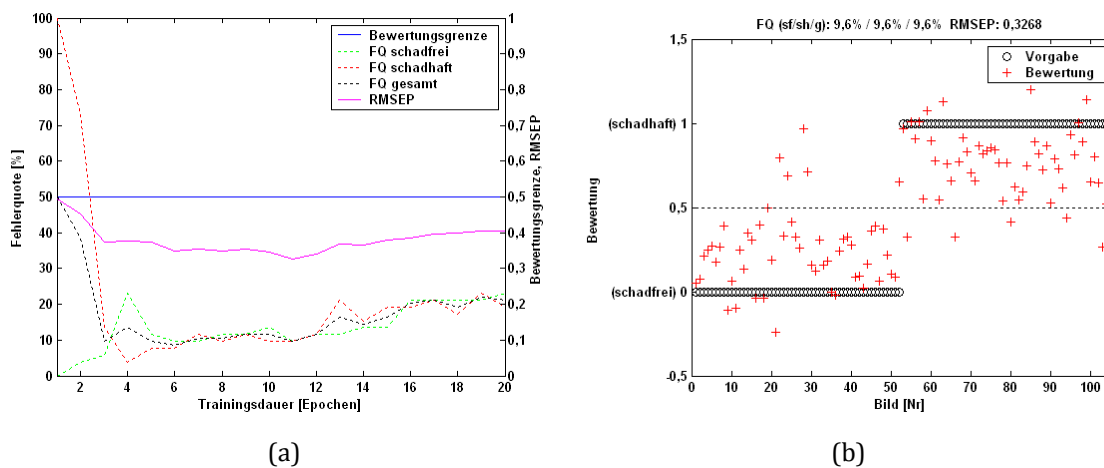 Fehlerquote [%]
100
90
80
70
60
50
40
30
20
10
0
Bewertungsgrenze
FQ schadfrei
FQ schadhaft
FQ gesamt
RMSEP
1
0,9
0,8
0,7
0,6
0,5
0,4
0,3
0,2
0,1
0
Bewertungsgrenze, RMSEP
2 4 6 8 10 12 14 16 18 20
Trainingsdauer [Epochen]
(a)
FQ (sf/sh/g): 9,6% / 9,6% / 9,6% RMSEP: 0,3268
Bewertung
1,5
(schadhaft) 1
0,5
(schadfrei) 0
-0,5
Vorgabe
Bewertung
0 10 20 30 40 50 60 70 80 90 100
Bild [Nr]
(b)